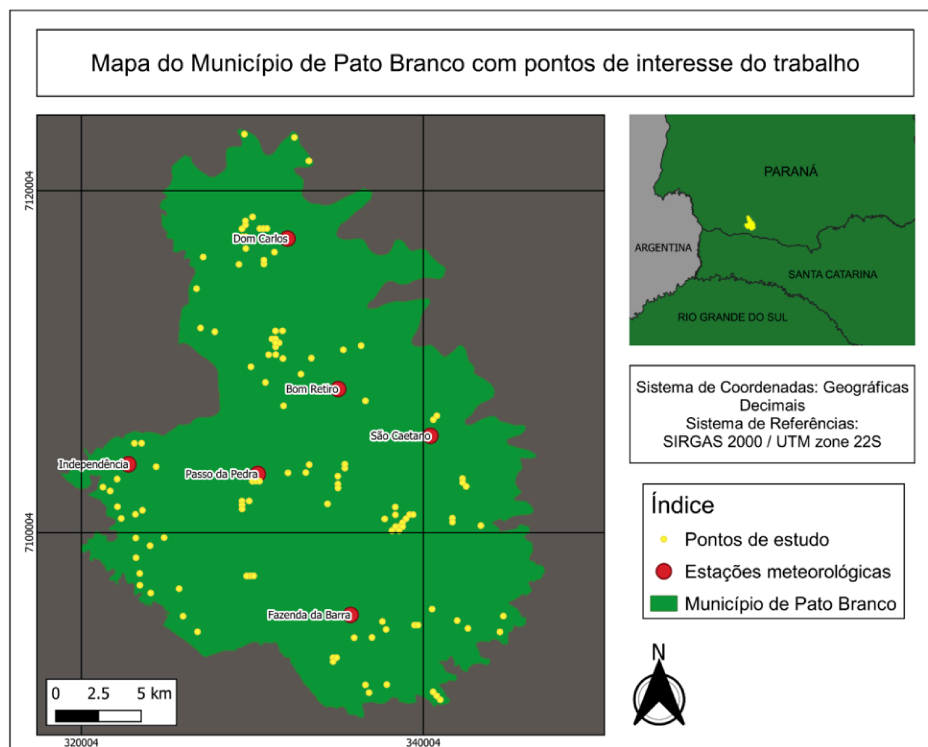 Mapa do Município de Pato Branco com pontos de interesse do trabalho
7120004
7100004
320004
340004
Dom Carlos
Bom Retiro
São Caetano
Independência
Passo da Pedra
Fazenda da Barra
0 2.5 5 km
PARANÁ
ARGENTINA
SANTA CATARINA
RIO GRANDE DO SUL
Sistema de Coordenadas: Geográficas
Decimais
Sistema de Referências:
SIRGAS 2000 / UTM zone 22S
Índice
Pontos de estudo
Estações meteorológicas
Município de Pato Branco
N